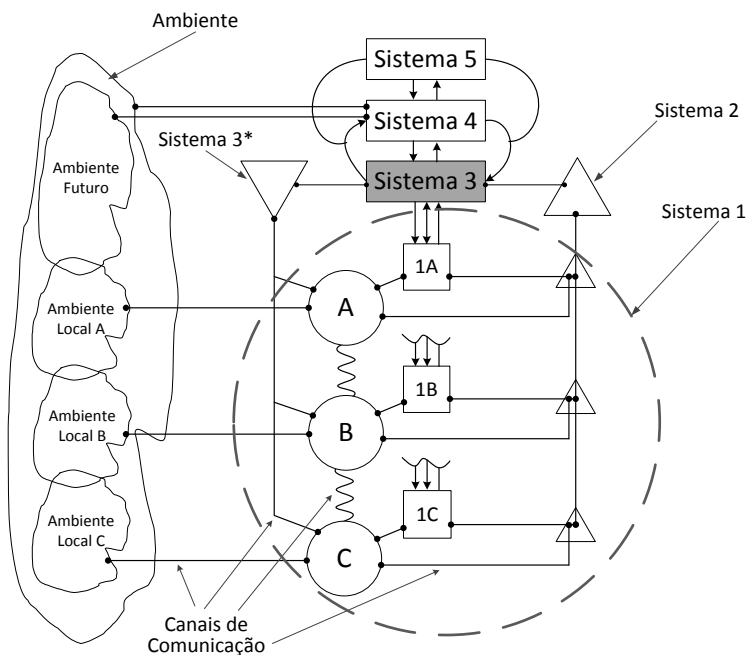 Ambiente
Sistema 5
Sistema 4
Sistema 2
Sistema 3*
Ambiente
Futuro
Sistema 3
Sistema 1
1A
Ambiente
Local A
A
1B
Ambiente
Local B
B
1C
Ambiente
Local C
C
Canais de
Comunicação